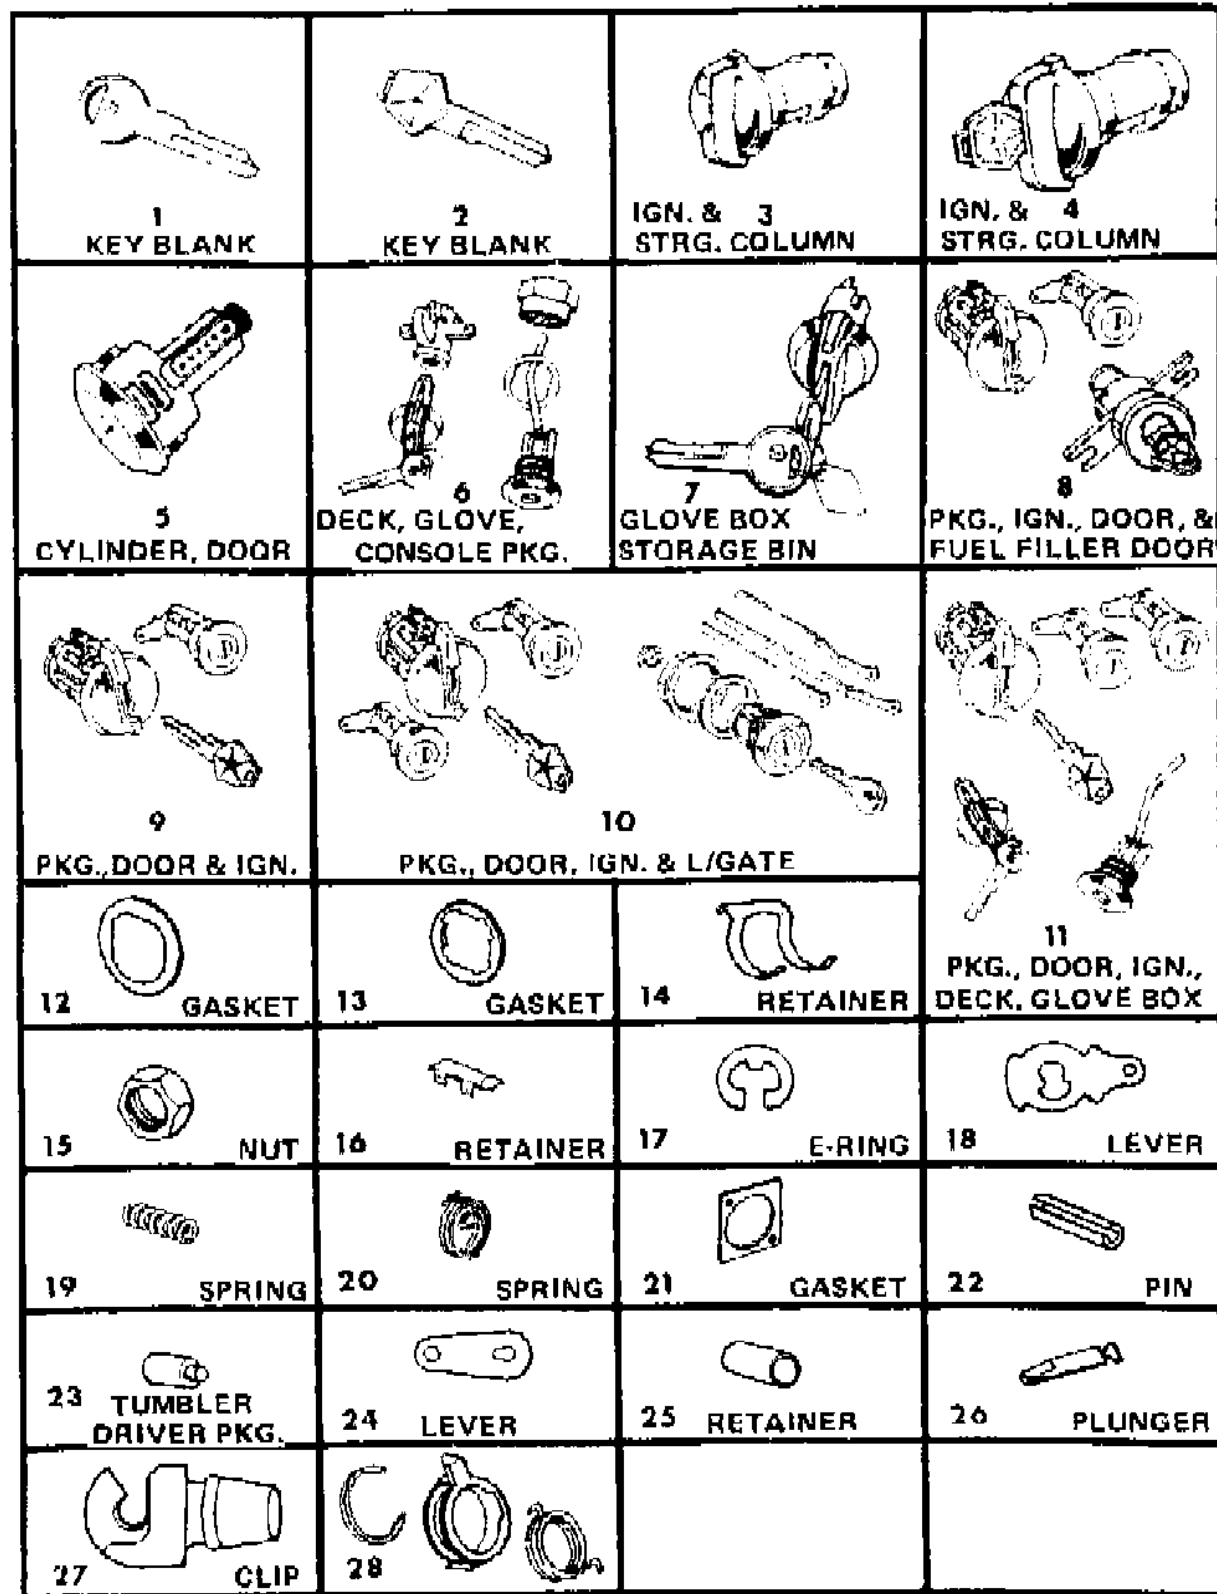 1
KEY BLANK
2
KEY BLANK
IGN. & 3
STRG. COLUMN
IGN. & 4
STRG. COLUMN
5
CYLINDER, DOOR
6
DECK, GLOVE,
CONSOLE PKG.
7
GLOVE BOX
STORAGE BIN
8
PKG., IGN., DOOR, &
FUEL FILLER DOOR
9
PKG., DOOR & IGN.
10
PKG., DOOR, IGN. & L/GATE
11
PKG., DOOR, IGN.,
DECK, GLOVE BOX
12 GASKET
13 GASKET
14 RETAINER
15 NUT
16 RETAINER
17 E-RING
18 LEVER
19 SPRING
20 SPRING
21 GASKET
22 PIN
23 TUMBLER
DRIVER PKG.
24 LEVER
25 RETAINER
26 PLUNGER
27 CLIP
28